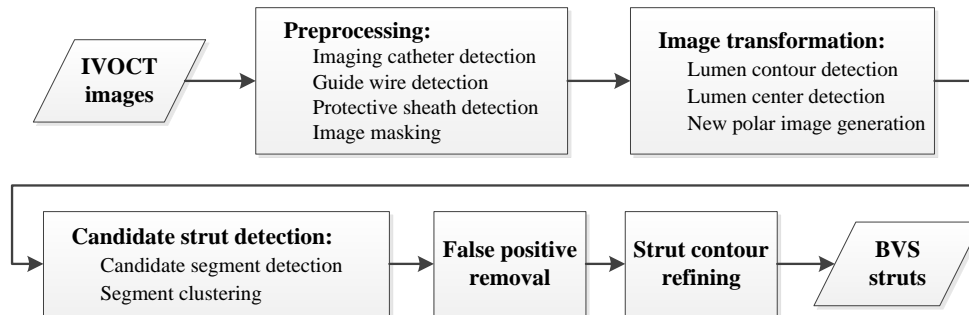 IVOCT
images
Preprocessing:
Imaging catheter detection
Guide wire detection
Protective sheath detection
Image masking
Image transformation:
Lumen contour detection
Lumen center detection
New polar image generation
Candidate strut detection:
Candidate segment detection
Segment clustering
False positive
removal
Strut contour
refining
BVS
struts